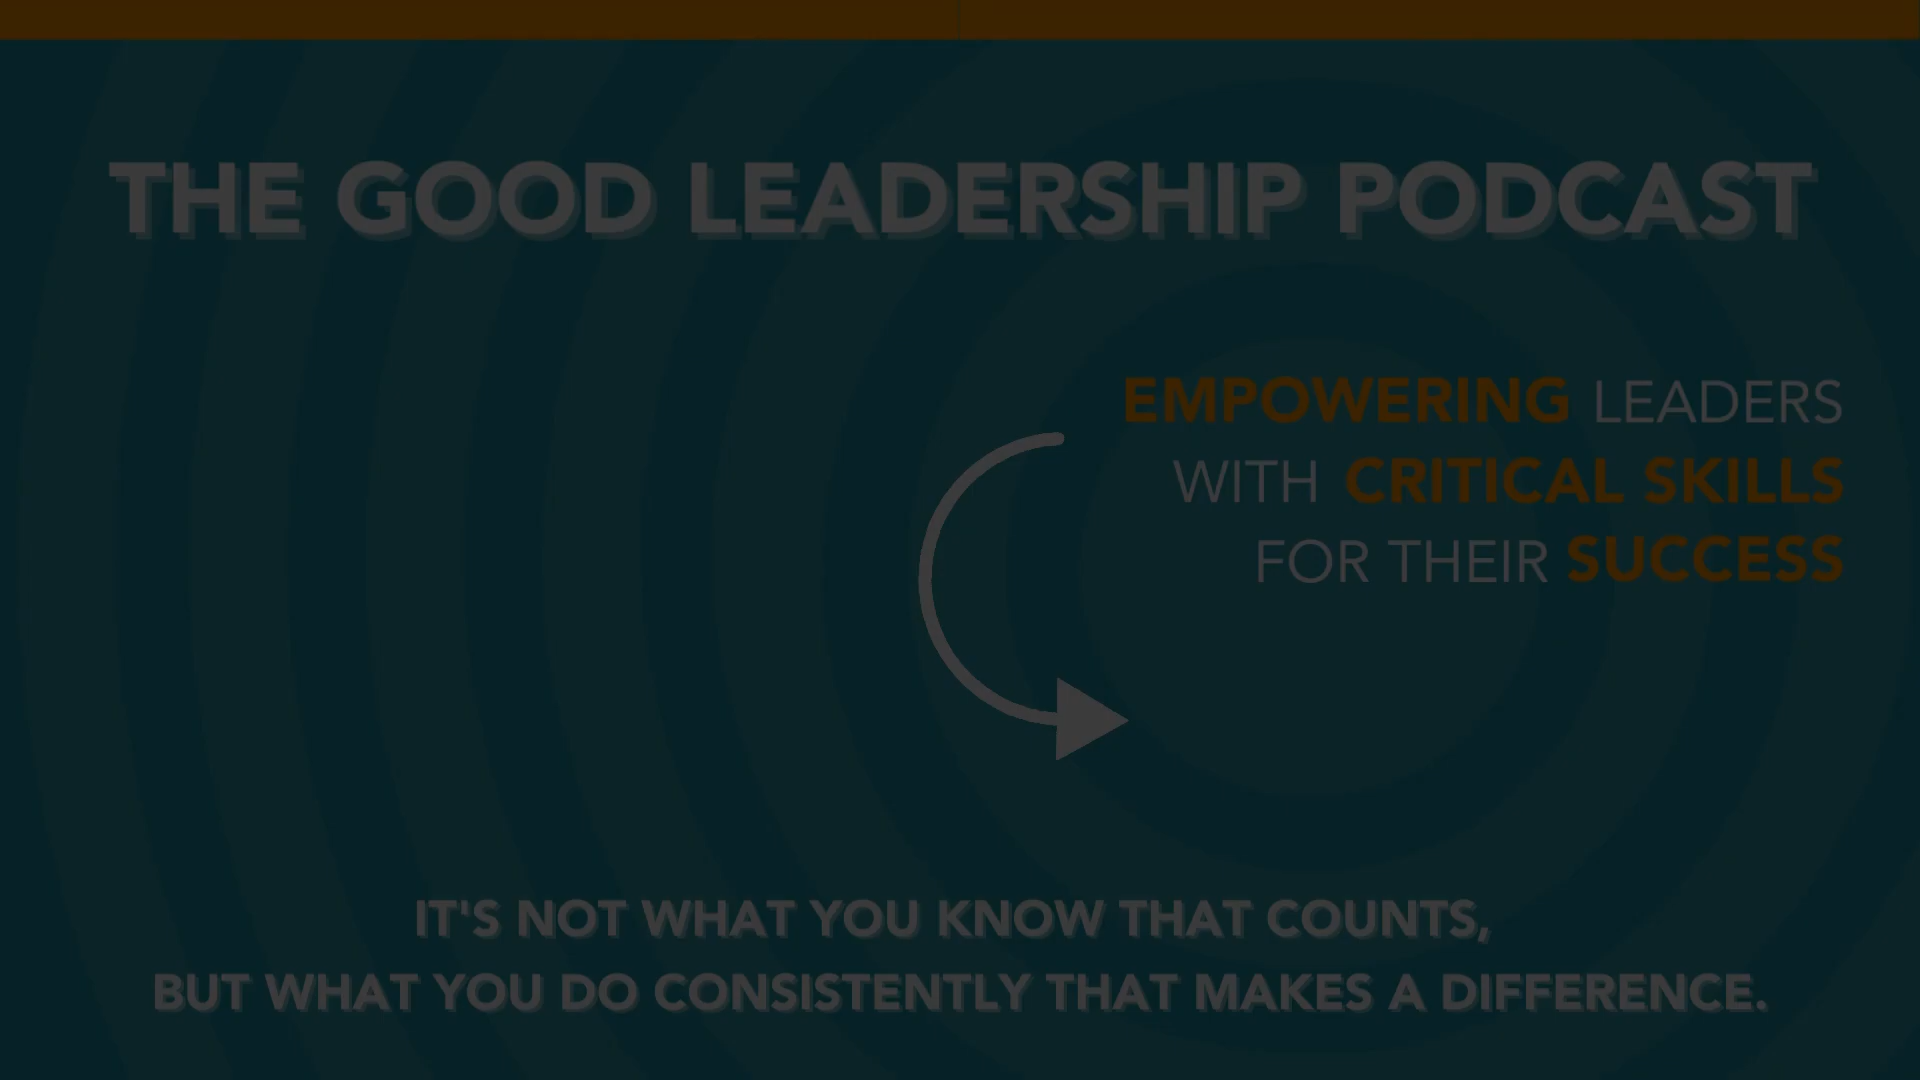 THE GOOD LEADERSHIP PODCAST
EMPOWERING LEADERS
WITH CRITICAL SKILLS
FOR THEIR SUCCESS
IT'S NOT WHAT YOU KNOW THAT COUNTS,
BUT WHAT YOU DO CONSISTENTLY THAT MAKES A DIFFERENCE.